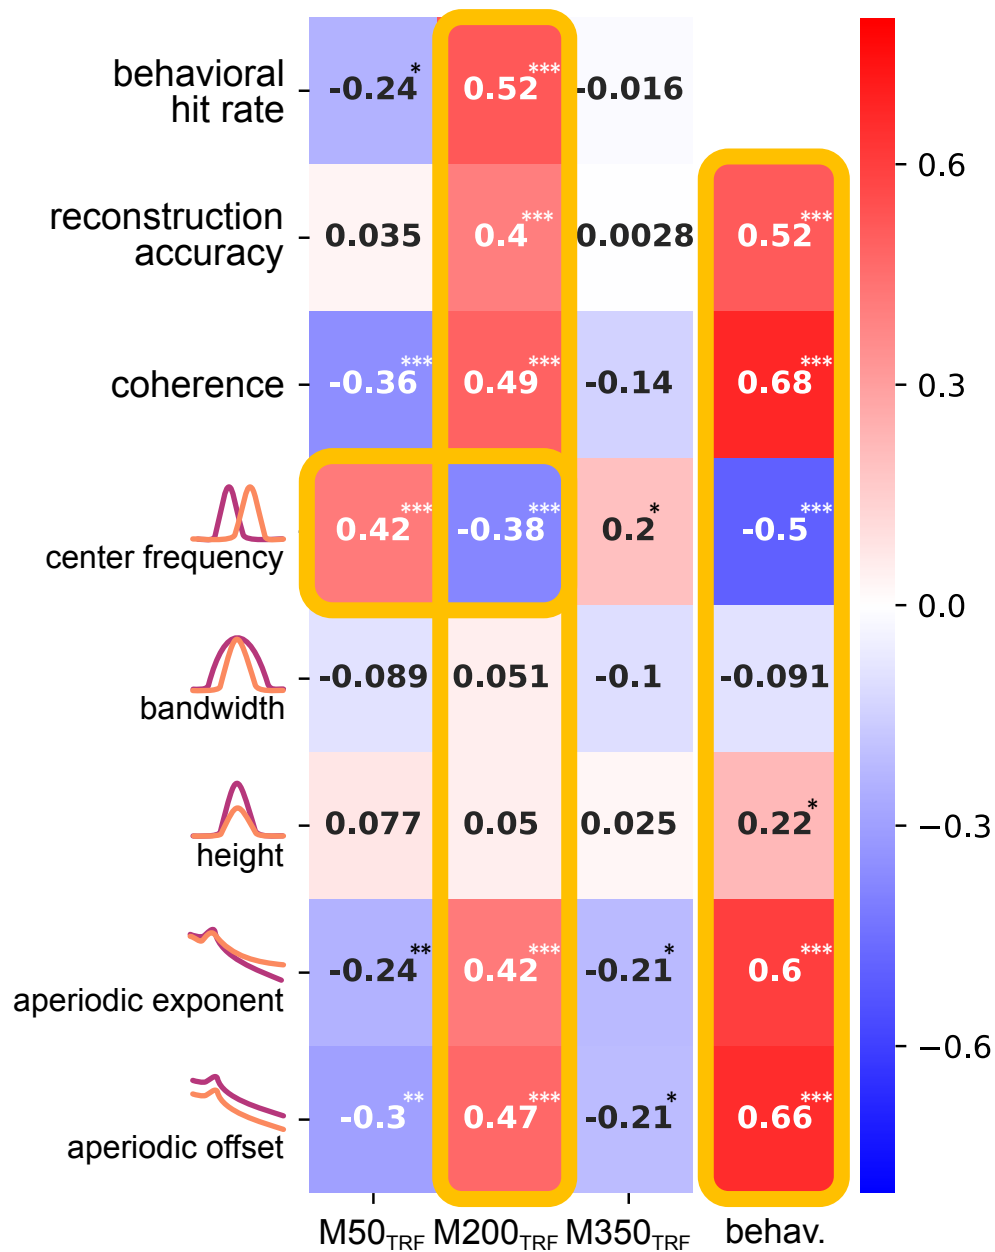 behavioral
hit rate
-0.24* 0.52*** -0.016
0.6
reconstruction
accuracy
0.035 0.4*** 0.0028 0.52***
coherence
-0.36*** 0.49*** -0.14 0.68***
0.3
center frequency
0.42*** -0.38*** 0.2* -0.5***
0.0
bandwidth
-0.089 0.051 -0.1 -0.091
height
0.077 0.05 0.025 0.22*
−0.3
aperiodic exponent
-0.24** 0.42*** -0.21* 0.6***
−0.6
aperiodic offset
-0.3** 0.47*** -0.21* 0.66***
M50TRF M200TRF M350TRF behav.